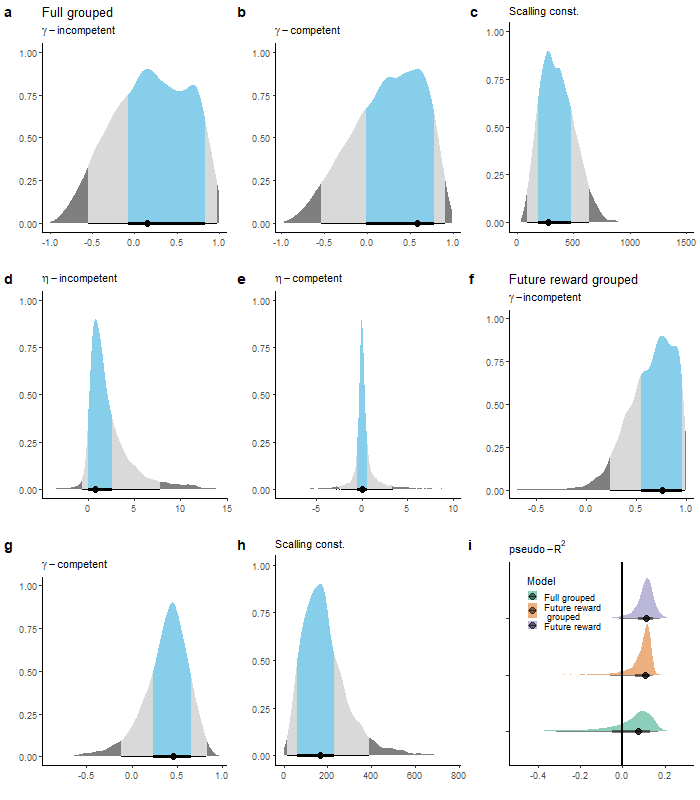 a Full grouped
γ – incompetent
1.00
0.75
0.50
0.25
0.00
-1.0 -0.5 0.0 0.5 1.0
b
γ – competent
1.00
0.75
0.50
0.25
0.00
-1.0 -0.5 0.0 0.5 1.0
c Scalling const.
1.00
0.75
0.50
0.25
0.00
0 500 1000 1500
d η – incompetent
1.00
0.75
0.50
0.25
0.00
0 5 10 15
e η – competent
1.00
0.75
0.50
0.25
0.00
-5 0 5 10
f Future reward grouped
γ – incompetent
1.00
0.75
0.50
0.25
0.00
-0.5 0.0 0.5 1.0
g
γ – competent
1.00
0.75
0.50
0.25
0.00
-0.5 0.0 0.5 1.0
h Scalling const.
1.00
0.75
0.50
0.25
0.00
0 200 400 600 800
i
pseudo – R²
Model
Full grouped
Future reward
grouped
Future reward
-0.4 -0.2 0.0 0.2